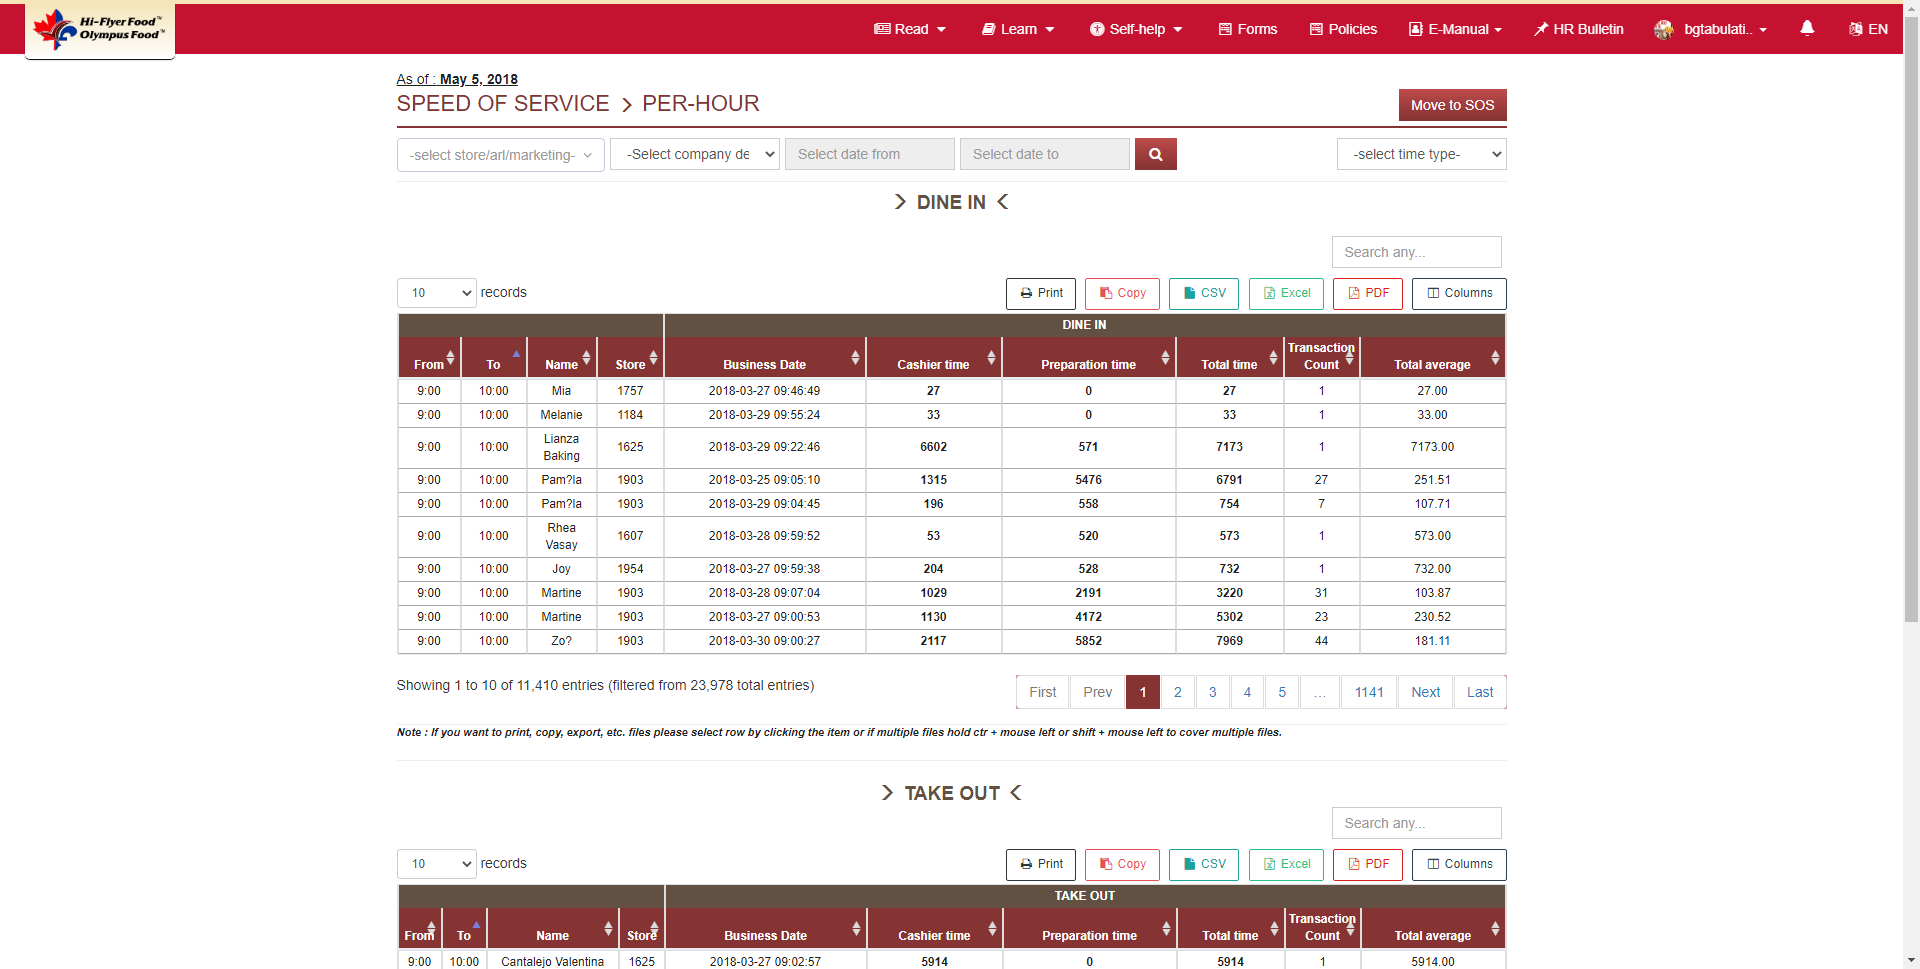 Hi-Flyer Food™
Olympus Food™
Read
Learn
Self-help
Forms
Policies
E-Manual
HR Bulletin
bgtabulati..
EN
As of : May 5, 2018
SPEED OF SERVICE > PER-HOUR
Move to SOS
-select store/arl/marketing-
-Select company de
Select date from
Select date to
-select time type-
> DINE IN <
Search any...
10 records
Print
Copy
CSV
Excel
PDF
Columns
DINE IN
From To Name Store Business Date Cashier time Preparation time Total time Transaction Count Total average
9:00 10:00 Mia 1757 2018-03-27 09:46:49 27 0 27 1 27.00
9:00 10:00 Melanie 1184 2018-03-29 09:55:24 33 0 33 1 33.00
9:00 10:00 Lianza Baking 1625 2018-03-29 09:22:46 6602 571 7173 1 7173.00
9:00 10:00 Pam?la 1903 2018-03-25 09:05:10 1315 5476 6791 27 251.51
9:00 10:00 Pam?la 1903 2018-03-29 09:04:45 196 558 754 7 107.71
9:00 10:00 Rhea Vasay 1607 2018-03-28 09:59:52 53 520 573 1 573.00
9:00 10:00 Joy 1954 2018-03-27 09:59:38 204 528 732 1 732.00
9:00 10:00 Martine 1903 2018-03-28 09:07:04 1029 2191 3220 31 103.87
9:00 10:00 Martine 1903 2018-03-27 09:00:53 1130 4172 5302 23 230.52
9:00 10:00 Zo? 1903 2018-03-30 09:00:27 2117 5852 7969 44 181.11
Showing 1 to 10 of 11,410 entries (filtered from 23,978 total entries)
First Prev 1 2 3 4 5 ... 1141 Next Last
Note : If you want to print, copy, export, etc. files please select row by clicking the item or if multiple files hold ctr + mouse left or shift + mouse left to cover multiple files.
> TAKE OUT <
Search any...
10 records
Print
Copy
CSV
Excel
PDF
Columns
TAKE OUT
From To Name Store Business Date Cashier time Preparation time Total time Transaction Count Total average
9:00 10:00 Cantalejo Valentina 1625 2018-03-27 09:02:57 5914 0 5914 1 5914.00